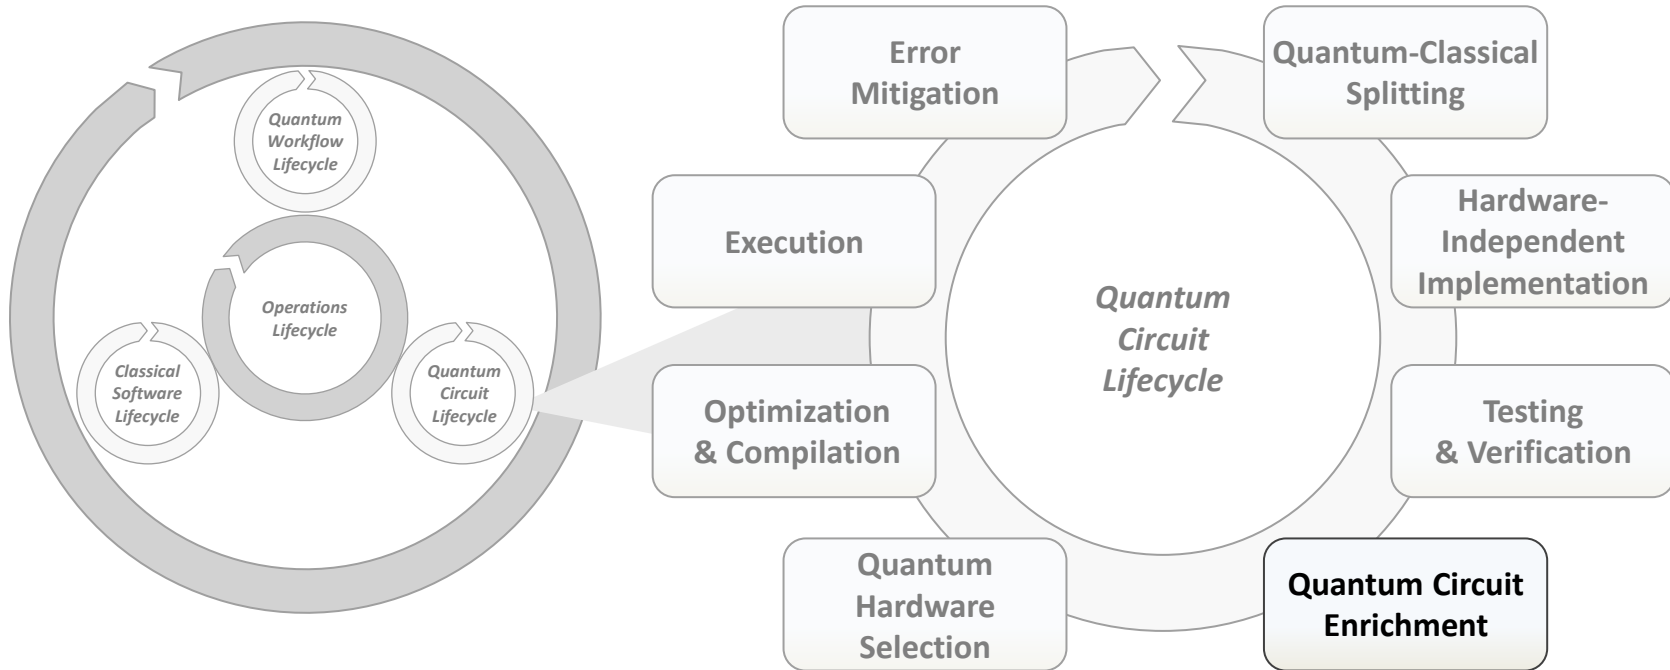 Quantum
Workflow
Lifecycle
Operations
Lifecycle
Classical
Software
Lifecycle
Quantum
Circuit
Lifecycle
Error
Mitigation
Quantum-Classical
Splitting
Execution
Hardware-
Independent
Implementation
Quantum
Circuit
Lifecycle
Optimization
& Compilation
Testing
& Verification
Quantum
Hardware
Selection
Quantum Circuit
Enrichment